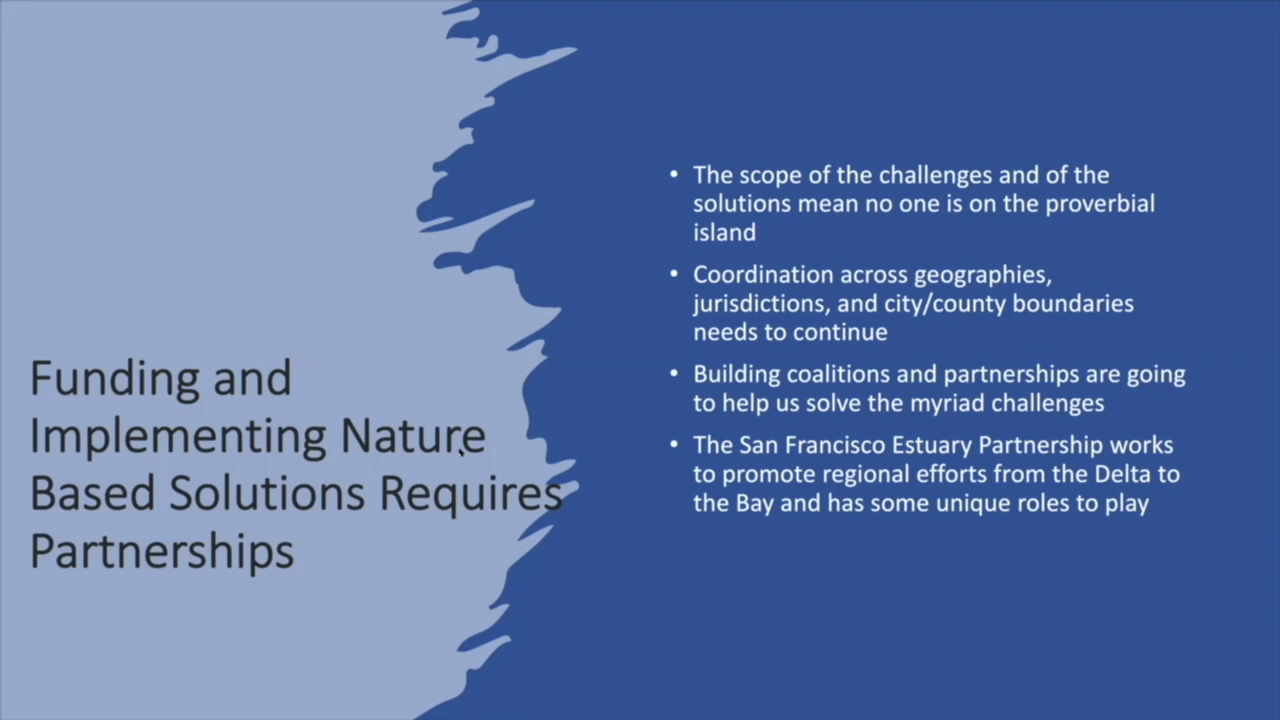 Funding and
Implementing Nature
Based Solutions Requires
Partnerships
• The scope of the challenges and of the
solutions mean no one is on the proverbial
island
• Coordination across geographies,
jurisdictions, and city/county boundaries
needs to continue
• Building coalitions and partnerships are going
to help us solve the myriad challenges
• The San Francisco Estuary Partnership works
to promote regional efforts from the Delta to
the Bay and has some unique roles to play